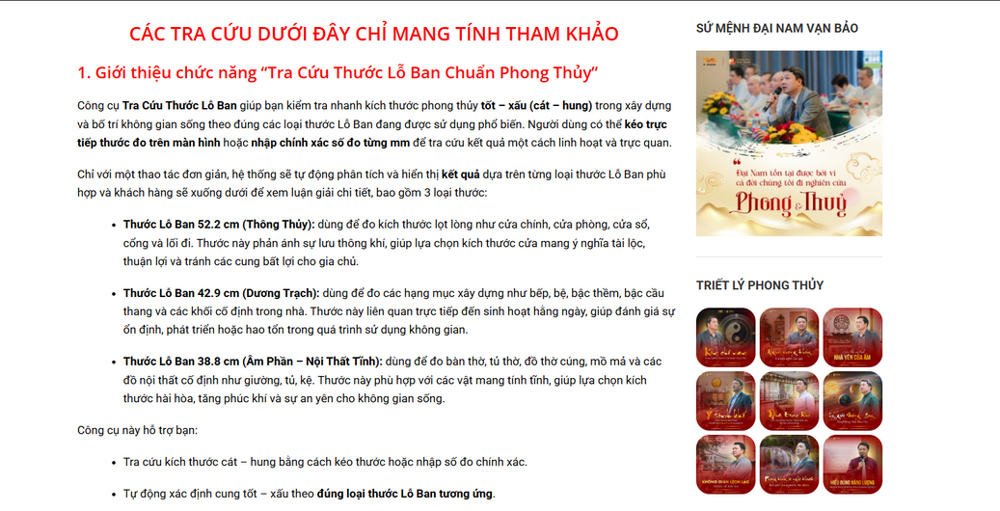 CÁC TRA CỨU DƯỚI ĐÂY CHỈ MANG TÍNH THAM KHẢO
1. Giới thiệu chức năng “Tra Cứu Thước Lỗ Ban Chuẩn Phong Thủy”
Công cụ Tra Cứu Thước Lỗ Ban giúp bạn kiểm tra nhanh kích thước phong thủy tốt – xấu (cát – hung) trong xây dựng
và bố trí không gian sống theo đúng các loại thước Lỗ Ban đang được sử dụng phổ biến. Người dùng có thể kéo trực
tiếp thước đo trên màn hình hoặc nhập chính xác số đo từng mm để tra cứu kết quả một cách linh hoạt và trực quan.
Chỉ với một thao tác đơn giản, hệ thống sẽ tự động phân tích và hiển thị kết quả dựa trên từng loại thước Lỗ Ban phù
hợp và khách hàng sẽ xuống dưới để xem luận giải chi tiết, bao gồm 3 loại thước:
• Thước Lỗ Ban 52.2 cm (Thông Thủy): dùng để đo kích thước lọt lòng như cửa chính, cửa phòng, cửa sổ,
cổng và lối đi. Thước này phản ánh sự lưu thông khí, giúp lựa chọn kích thước cửa mang ý nghĩa tài lộc,
thuận lợi và tránh các cung bất lợi cho gia chủ.
• Thước Lỗ Ban 42.9 cm (Dương Trạch): dùng để đo các hạng mục xây dựng như bếp, bệ, bậc thềm, bậc cầu
thang và các khối cố định trong nhà. Thước này liên quan trực tiếp đến sinh hoạt hằng ngày, giúp đánh giá sự
ổn định, phát triển hoặc hao tổn trong quá trình sử dụng không gian.
• Thước Lỗ Ban 38.8 cm (Âm Phần – Nội Thất Tĩnh): dùng để đo bàn thờ, tủ thờ, đồ thờ cúng, mồ mả và các
đồ nội thất cố định như giường, tủ, kệ. Thước này phù hợp với các vật mang tính tĩnh, giúp lựa chọn kích
thước hài hòa, tăng phúc khí và sự an yên cho không gian sống.
Công cụ này hỗ trợ bạn:
• Tra cứu kích thước cát – hung bằng cách kéo thước hoặc nhập số đo chính xác.
• Tự động xác định cung tốt – xấu theo đúng loại thước Lỗ Ban tương ứng.
SỨ MỆNH ĐẠI NAM VẠN BẢO
Đại Nam tồn tại được bởi vì
cả đời chúng tôi đi nghiên cứu
Phong & Thuỷ
TRIẾT LÝ PHONG THỦY
NHÀ YÊN CỬA ẤM
KHÔNG GIAN LỆCH LẠC
HIỂU ĐÚNG NĂNG LƯỢNG